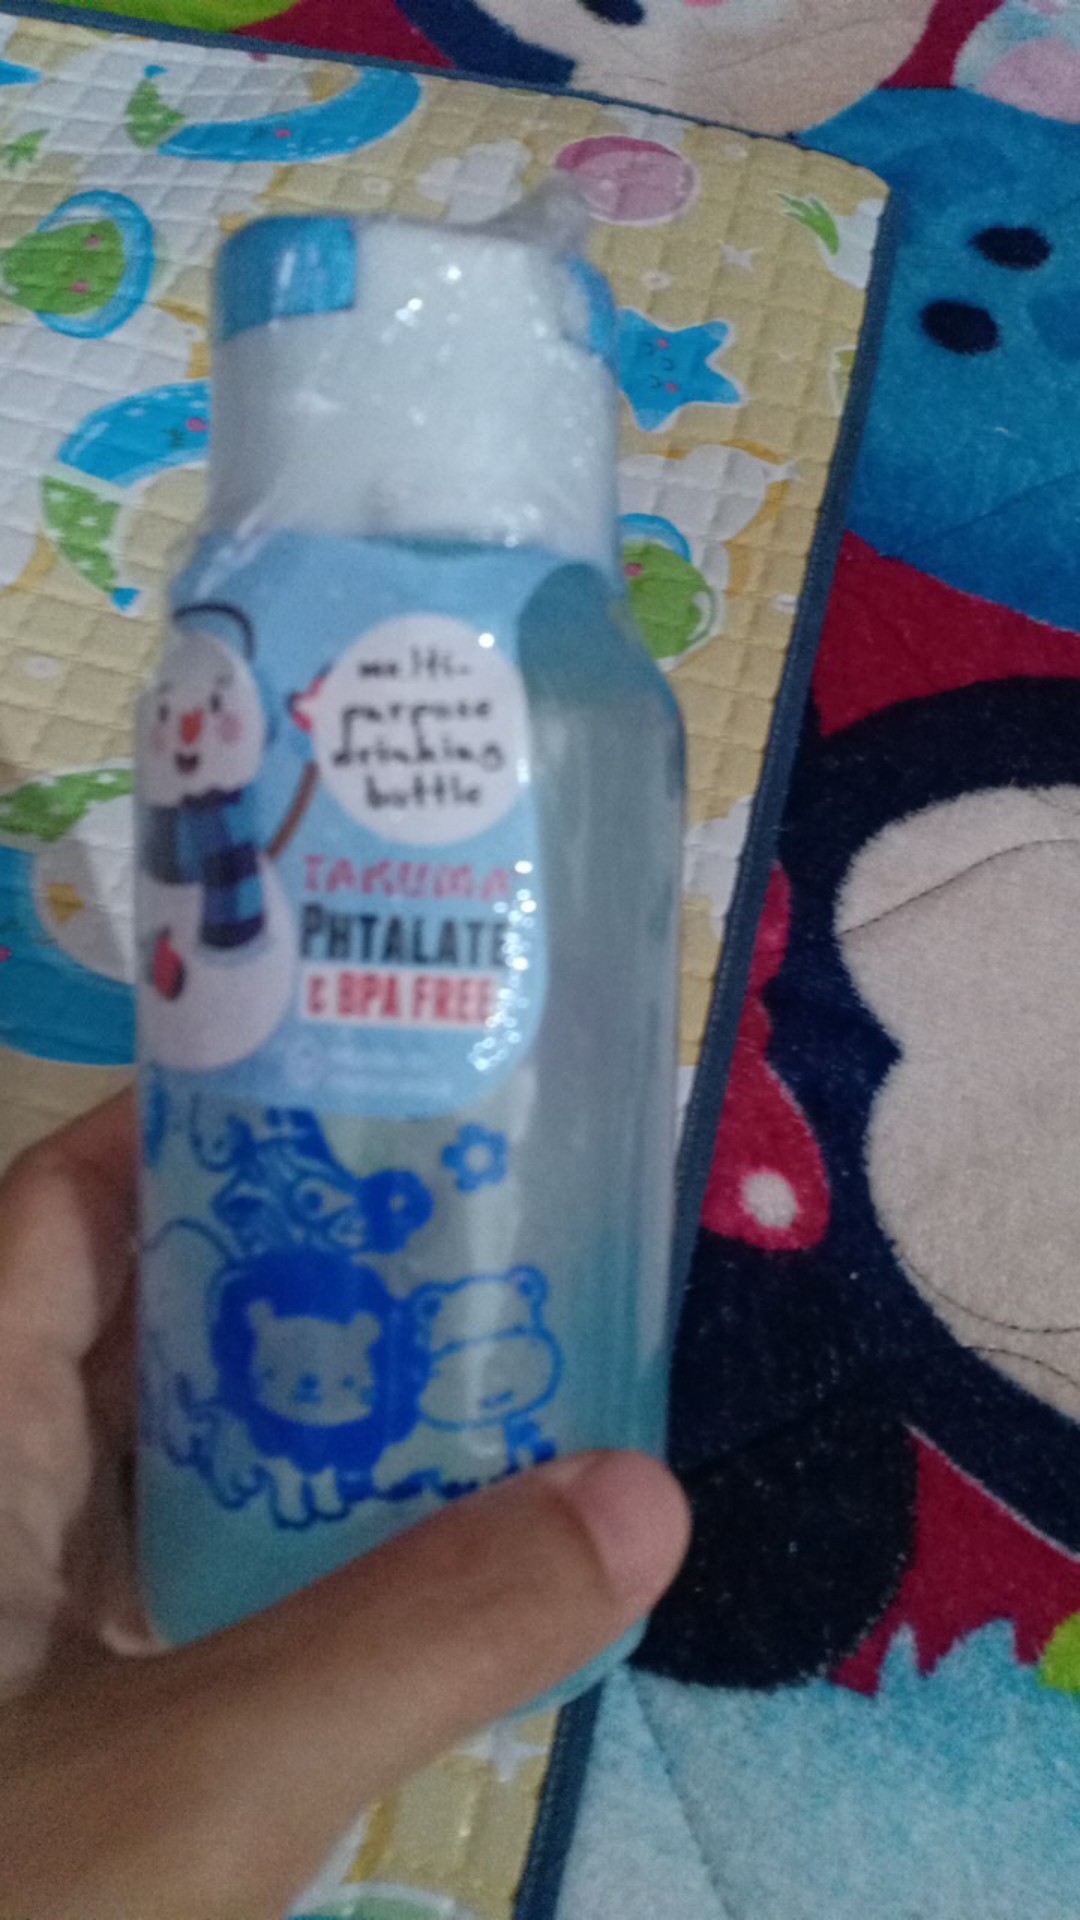 multi-
purpose
drinking
bottle
TAKUMA
PHTALATE
& BPA FREE